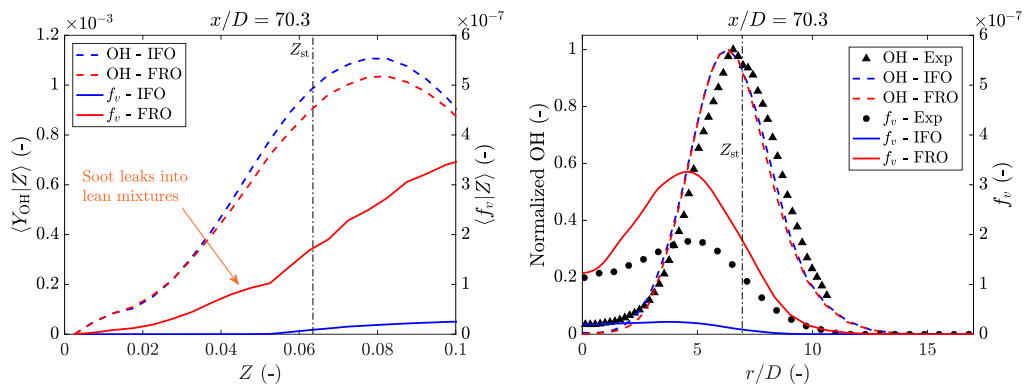 x/D = 70.3
×10⁻³
×10⁻⁷
1.2
1
0.8
0.6
0.4
0.2
0
6
5
4
3
2
1
0
OH - IFO
OH - FRO
f_v - IFO
f_v - FRO
Z_st
Soot leaks into
lean mixtures
⟨Y_OH|Z⟩ (-)
⟨f_v|Z⟩ (-)
0
0.02
0.04
0.06
0.08
0.1
Z (-)
x/D = 70.3
×10⁻⁷
1
0.8
0.6
0.4
0.2
0
6
5
4
3
2
1
0
OH - Exp
OH - IFO
OH - FRO
f_v - Exp
f_v - IFO
f_v - FRO
Z_st
Normalized OH (-)
f_v (-)
0
5
10
15
r/D (-)